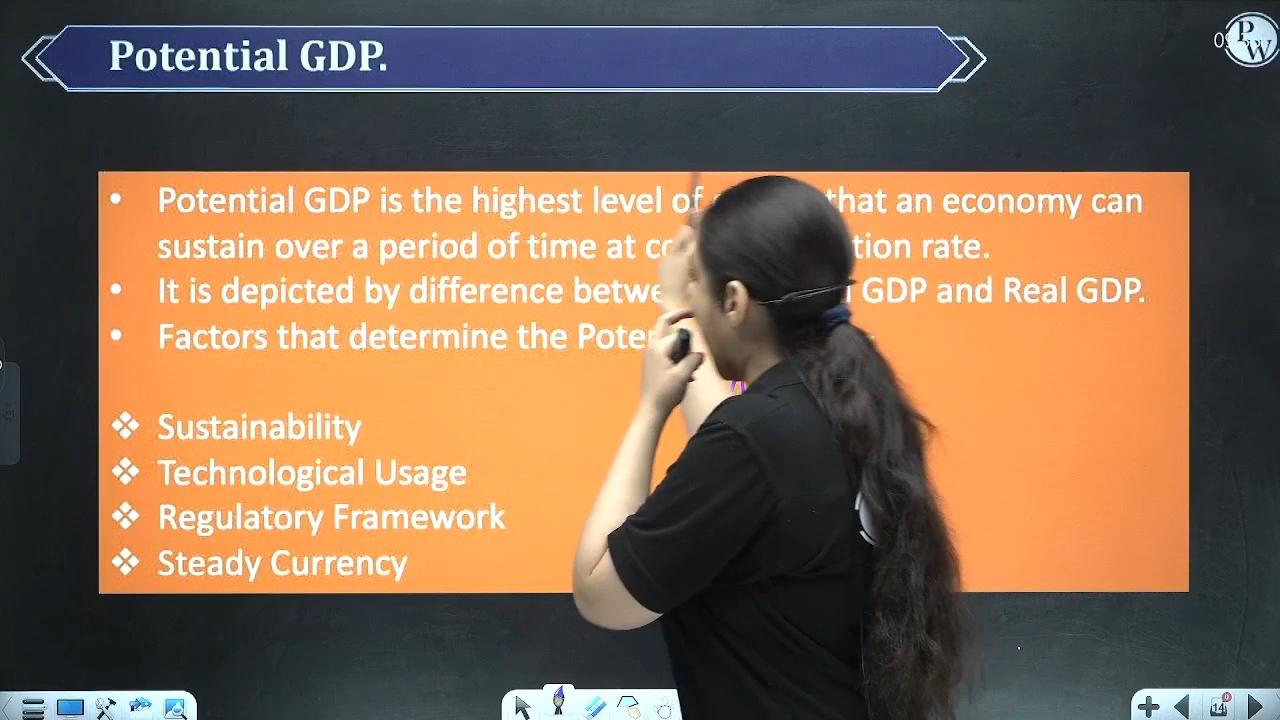 Potential GDP.
PW
Potential GDP is the highest level of that an economy can
sustain over a period of time at rate.
It is depicted by difference GDP and Real GDP.
Factors that determine the
Sustainability
Technological Usage
Regulatory Framework
Steady Currency
14